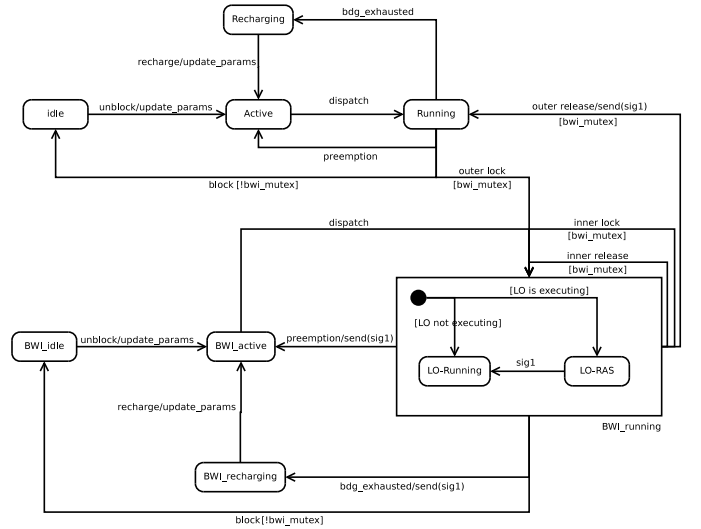 Recharging
bdg_exhausted
recharge/update_params
idle
unblock/update_params
Active
dispatch
Running
outer release/send(sig1)
[bwi_mutex]
preemption
block [!bwi_mutex]
outer lock
[bwi_mutex]
dispatch
inner lock
[bwi_mutex]
inner release
[bwi_mutex]
[LO is executing]
[LO not executing]
BWI_idle
unblock/update_params
BWI_active
preemption/send(sig1)
LO-Running
sig1
LO-RAS
recharge/update_params
BWI_running
BWI_recharging
bdg_exhausted/send(sig1)
block[!bwi_mutex]